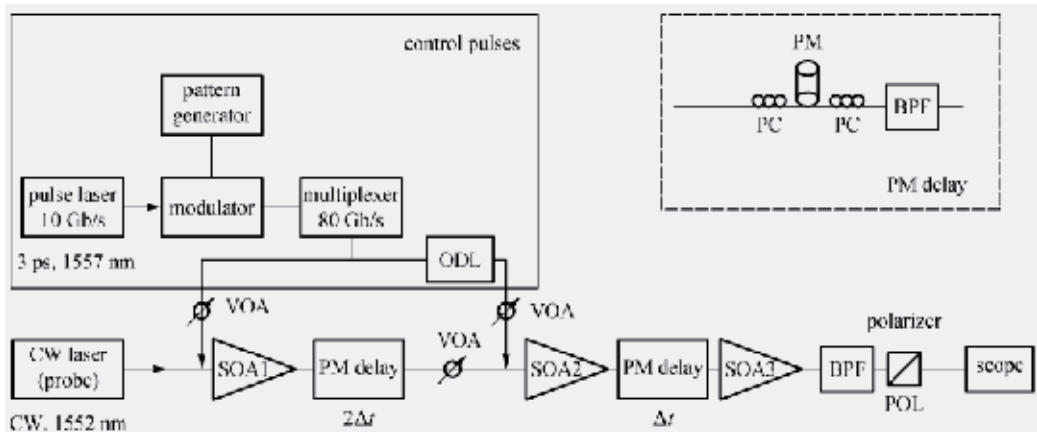 control pulses
pattern
generator
pulse laser
10 Gb/s
modulator
multiplexer
80 Gb/s
3 ps, 1557 nm
ODL
VOA
VOA
PM
PC
PC
BPF
PM delay
CW laser
(probe)
CW, 1552 nm
SOA1
PM delay
2Δt
VOA
SOA2
PM delay
Δt
SOA3
BPF
polarizer
POL
scope